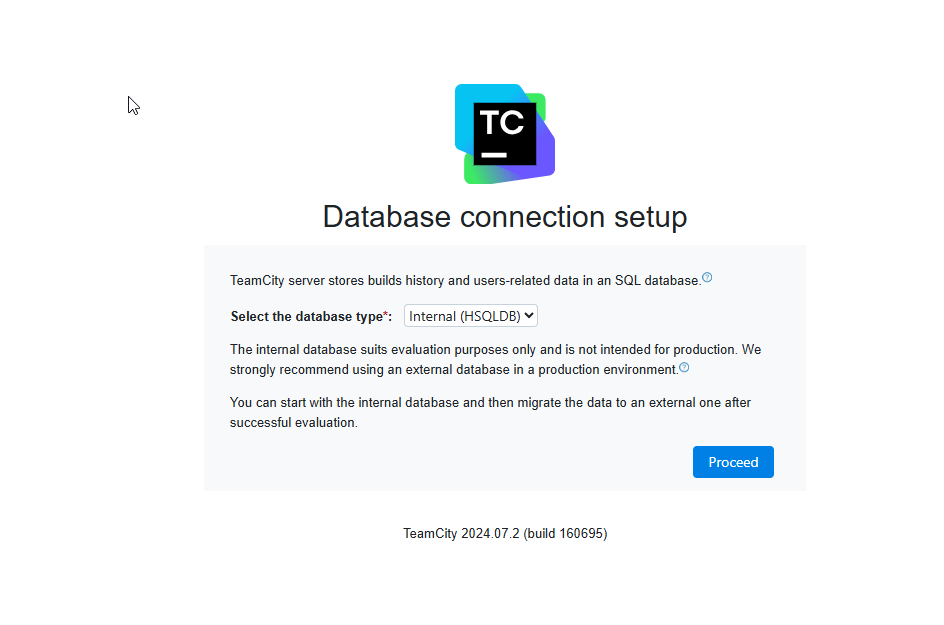 TC
Database connection setup
TeamCity server stores builds history and users-related data in an SQL database.?
Select the database type*: Internal (HSQLDB)
The internal database suits evaluation purposes only and is not intended for production. We
strongly recommend using an external database in a production environment.?
You can start with the internal database and then migrate the data to an external one after
successful evaluation.
Proceed
TeamCity 2024.07.2 (build 160695)